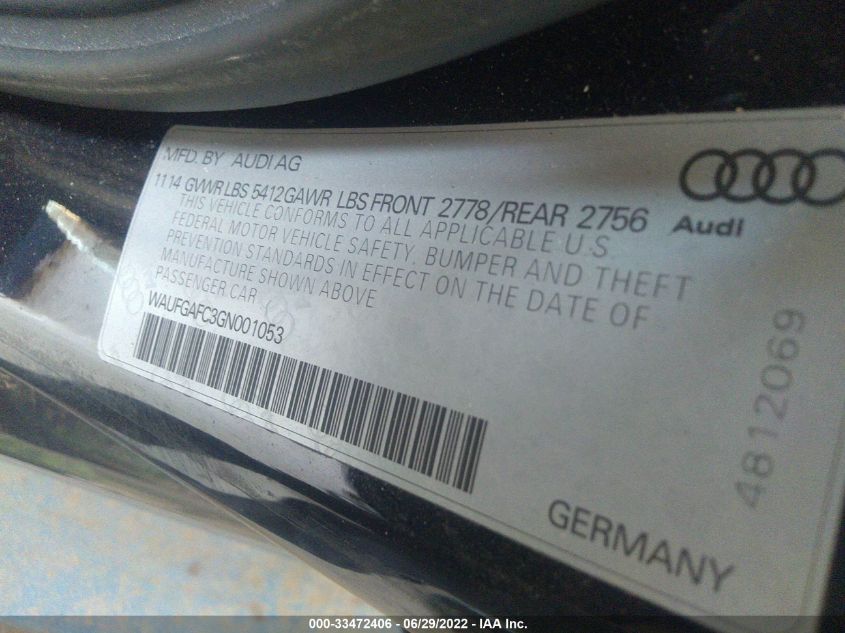 MFD. BY AUDI AG
11 14 GVWR LBS 5412 GAWR LBS FRONT 2778/REAR 2756
THIS VEHICLE CONFORMS TO ALL APPLICABLE U.S
FEDERAL MOTOR VEHICLE SAFETY, BUMPER AND THEFT
PREVENTION STANDARDS IN EFFECT ON THE DATE OF
MANUFACTURE SHOWN ABOVE
PASSENGER CAR
WAUFGAFC3GN001053
Audi
4812069
GERMANY
000-33472406 - 06/29/2022 - IAA Inc.